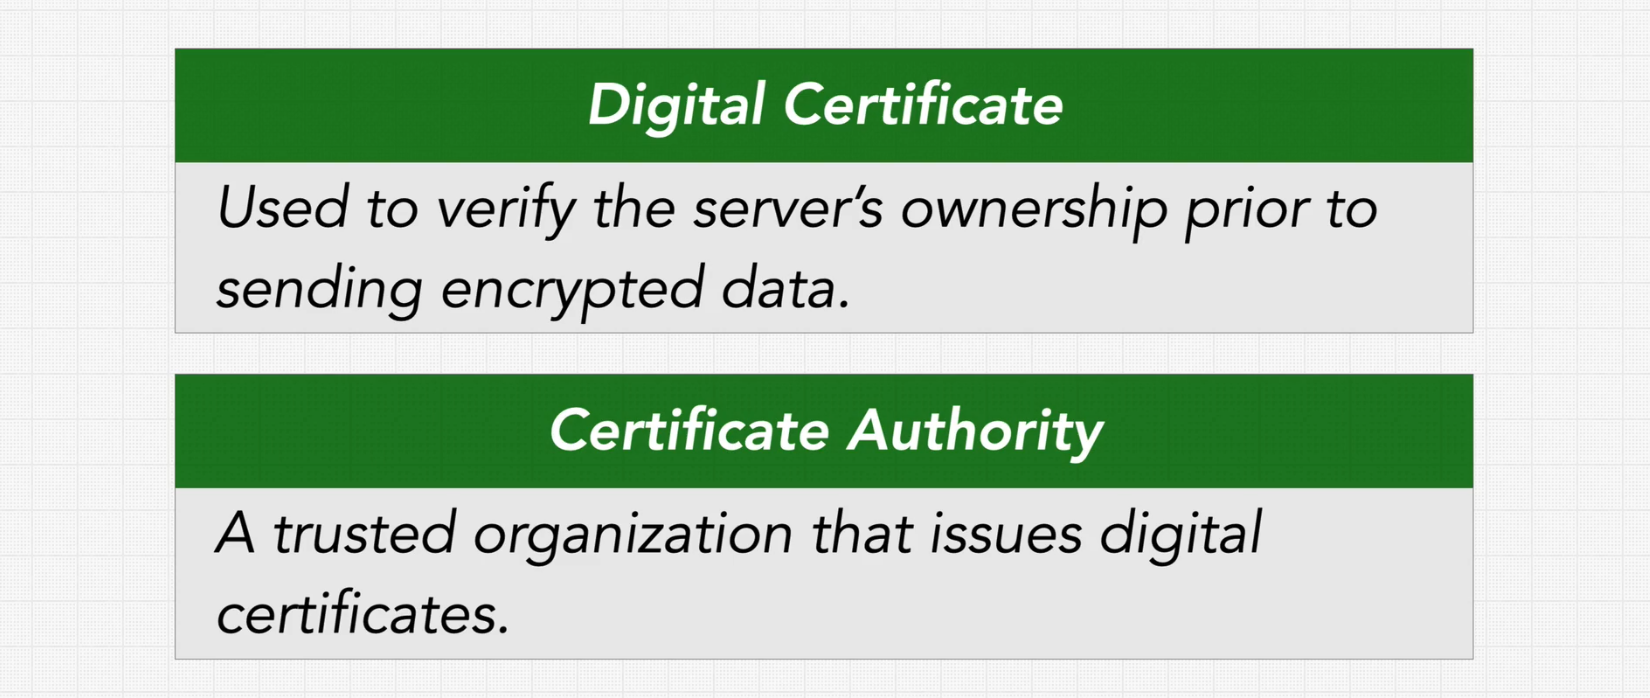 Digital Certificate
Used to verify the server’s ownership prior to
sending encrypted data.
Certificate Authority
A trusted organization that issues digital
certificates.